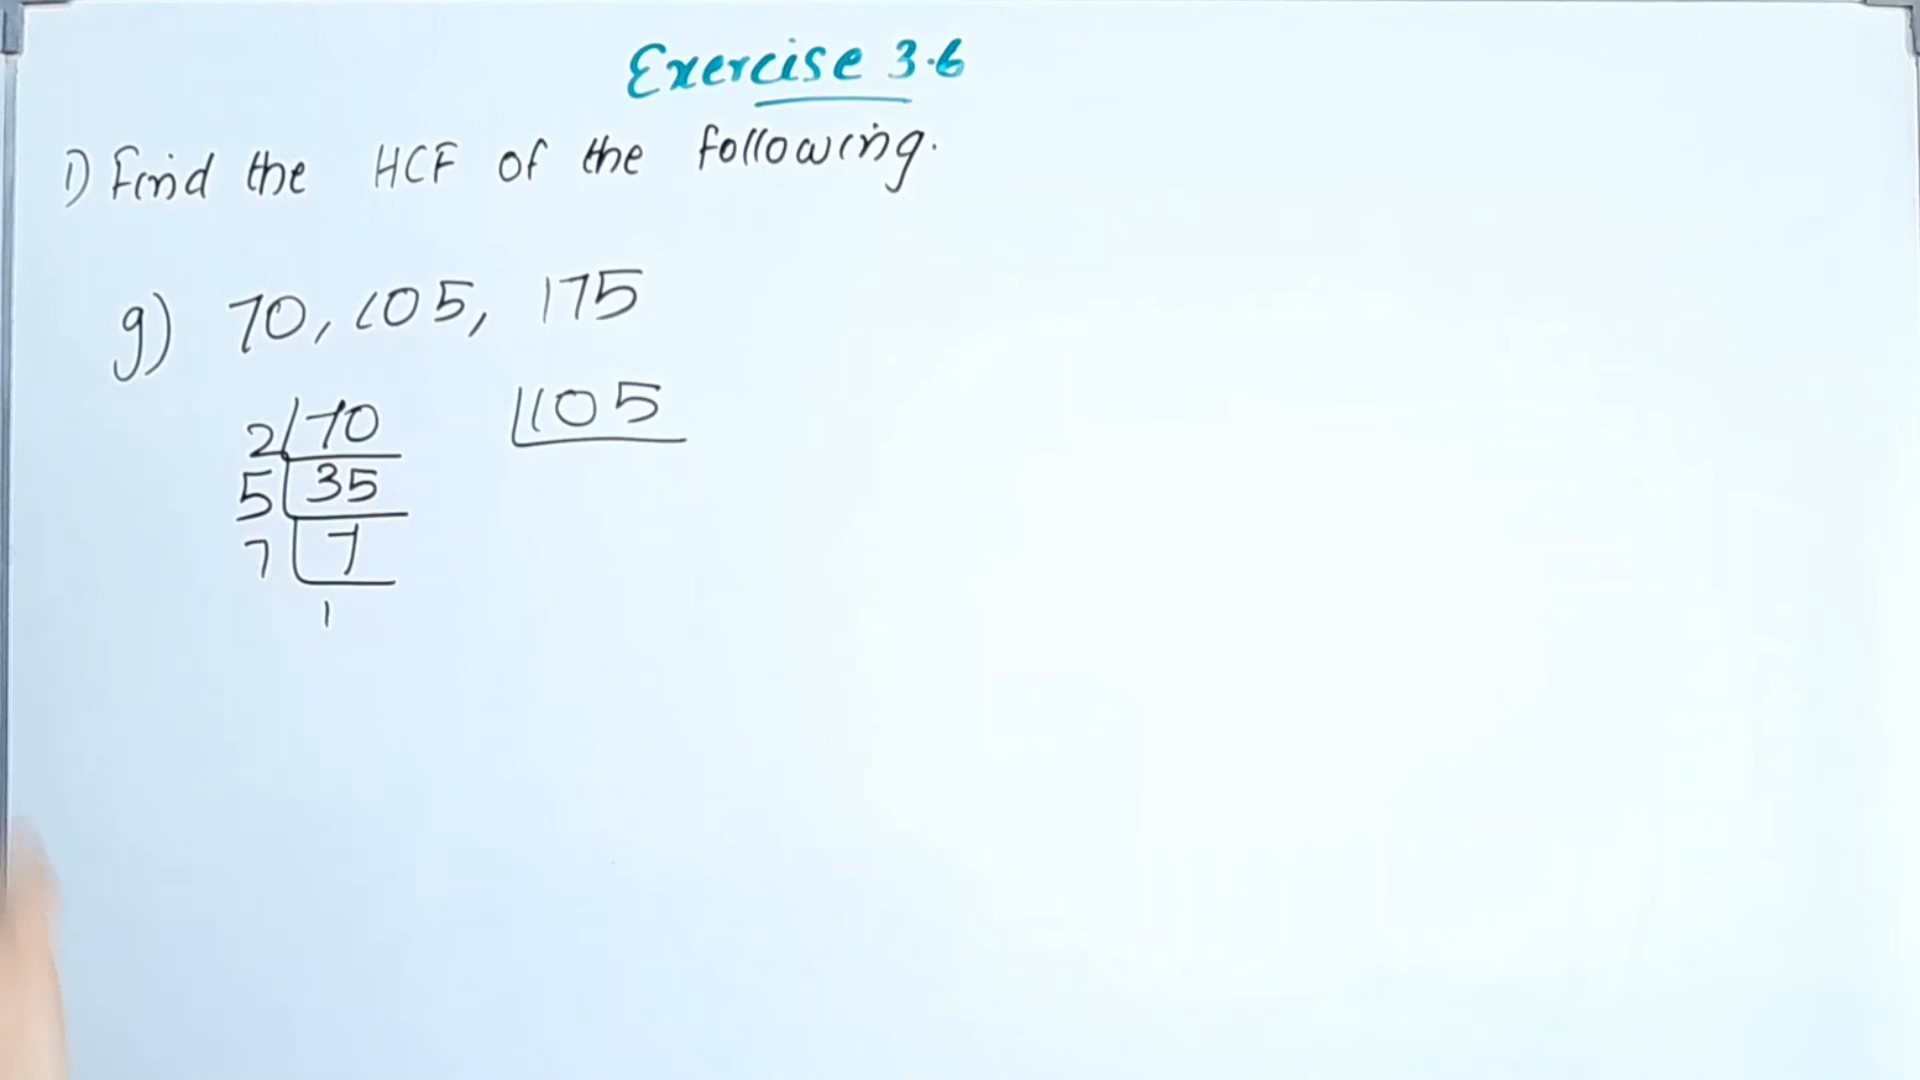 Exercise 3.6
1) Find the HCF of the following.
g) 70, 105, 175
2 70
5 35
7 7
1
105